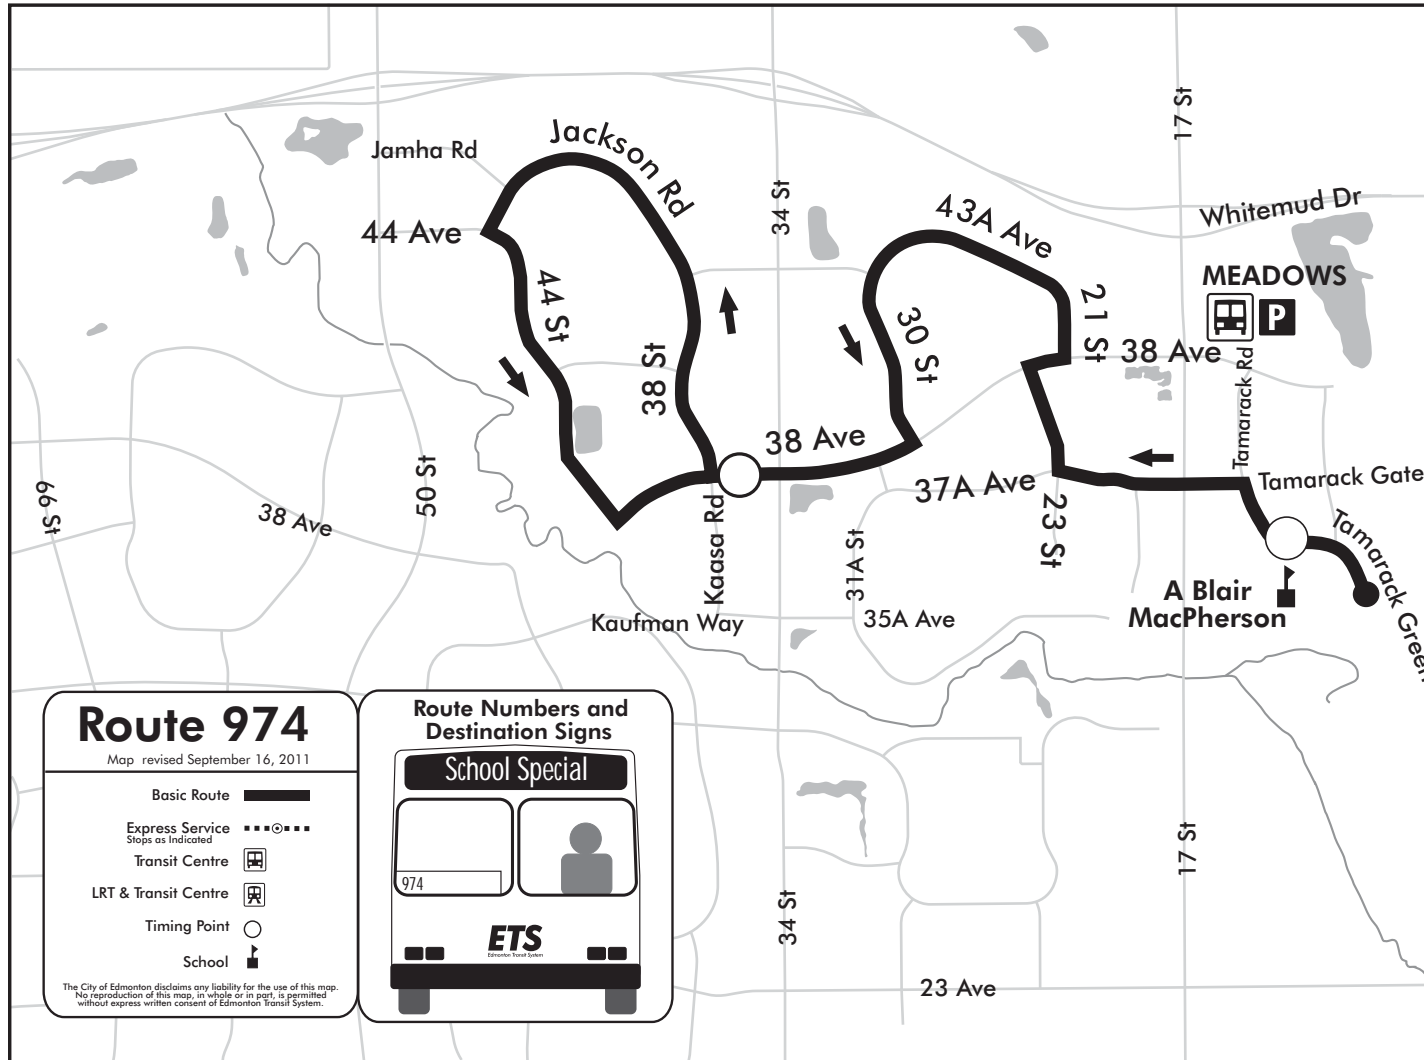 17 St
Jackson Rd
Jamha Rd
34 St
Whitemud Dr
43A Ave
44 Ave
MEADOWS
P
44 St
30 St
21 St
38 Ave
38 St
Tamarack Rd
38 Ave
50 St
66 St
38 Ave
Kaasa Rd
37A Ave
23 St
Tamarack Gate
Tamarack Green
31A St
A Blair
MacPherson
Kaufman Way
35A Ave
Route 974
Map revised September 16, 2011
Basic Route
Express Service
Stops as Indicated
Transit Centre
LRT & Transit Centre
Timing Point
School
The City of Edmonton disclaims any liability for the use of this map.
No reproduction of this map, in whole or in part, is permitted
without express written consent of Edmonton Transit System.
Route Numbers and
Destination Signs
School Special
974
ETS
Edmonton Transit System
17 St
34 St
23 Ave